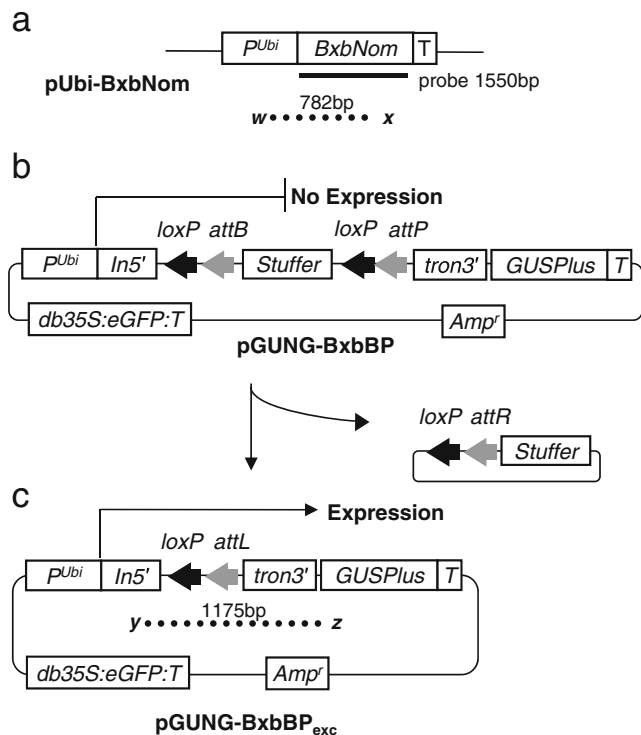 a
P^Ubi BxbNom T
pUbi-BxbNom
probe 1550bp
782bp
w x
b
No Expression
loxP attB loxP attP
P^Ubi In5' Stuffer tron3' GUSPlus T
db35S:eGFP:T Amp^r
pGUNG-BxbBP
loxP attR
Stuffer
c
Expression
loxP attL
P^Ubi In5' tron3' GUSPlus T
1175bp
y z
db35S:eGFP:T Amp^r
pGUNG-BxbBP_exc